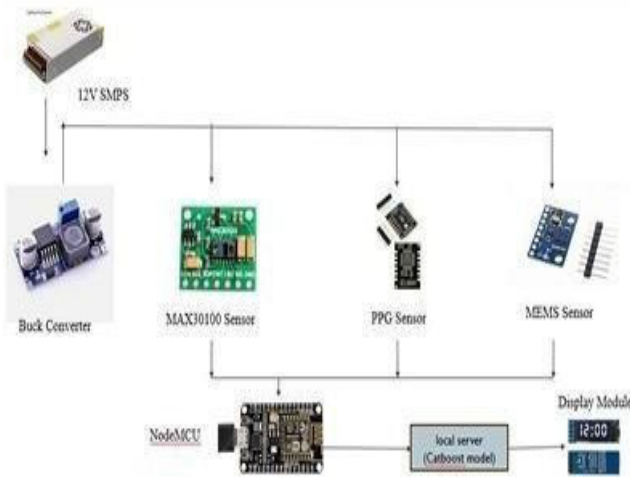 12V SMPS
Buck Converter
MAX30100 Sensor
PPG Sensor
MEMS Sensor
NodeMCU
local server
(Catboost model)
Display Module
12:00